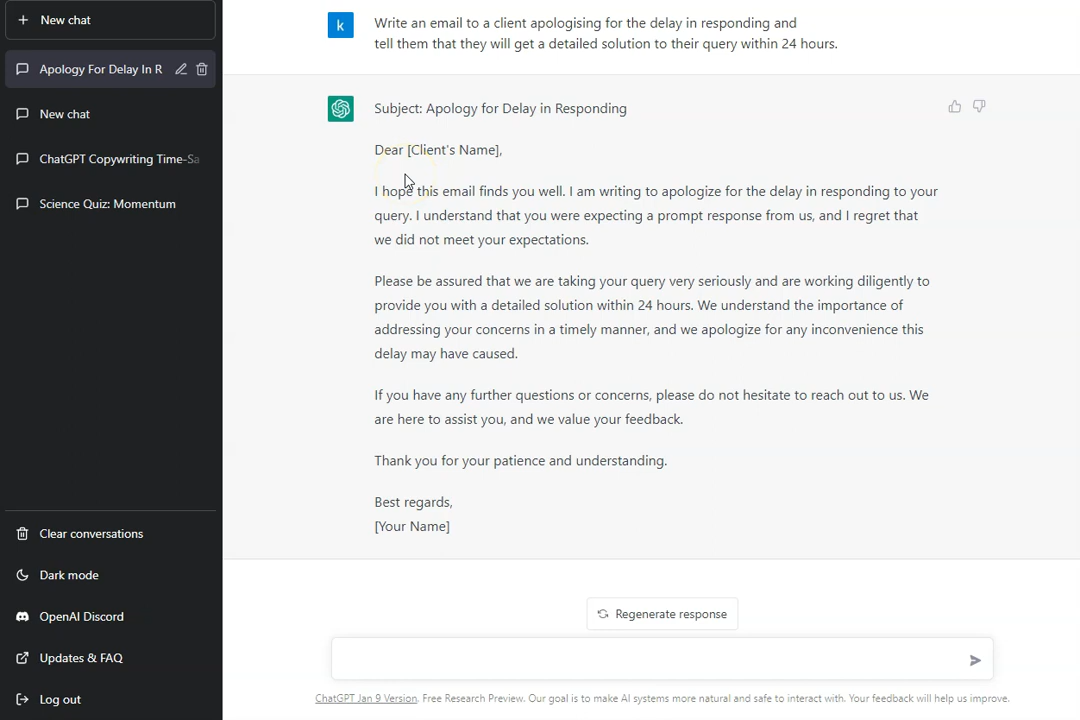 New chat
Apology For Delay In R
New chat
ChatGPT Copywriting Time-Sa
Science Quiz: Momentum
Clear conversations
Dark mode
OpenAI Discord
Updates & FAQ
Log out
k
Write an email to a client apologising for the delay in responding and
tell them that they will get a detailed solution to their query within 24 hours.
Subject: Apology for Delay in Responding
Dear [Client's Name],
I hope this email finds you well. I am writing to apologize for the delay in responding to your
query. I understand that you were expecting a prompt response from us, and I regret that
we did not meet your expectations.
Please be assured that we are taking your query very seriously and are working diligently to
provide you with a detailed solution within 24 hours. We understand the importance of
addressing your concerns in a timely manner, and we apologize for any inconvenience this
delay may have caused.
If you have any further questions or concerns, please do not hesitate to reach out to us. We
are here to assist you, and we value your feedback.
Thank you for your patience and understanding.
Best regards,
[Your Name]
Regenerate response
ChatGPT Jan 9 Version. Free Research Preview. Our goal is to make AI systems more natural and safe to interact with. Your feedback will help us improve.